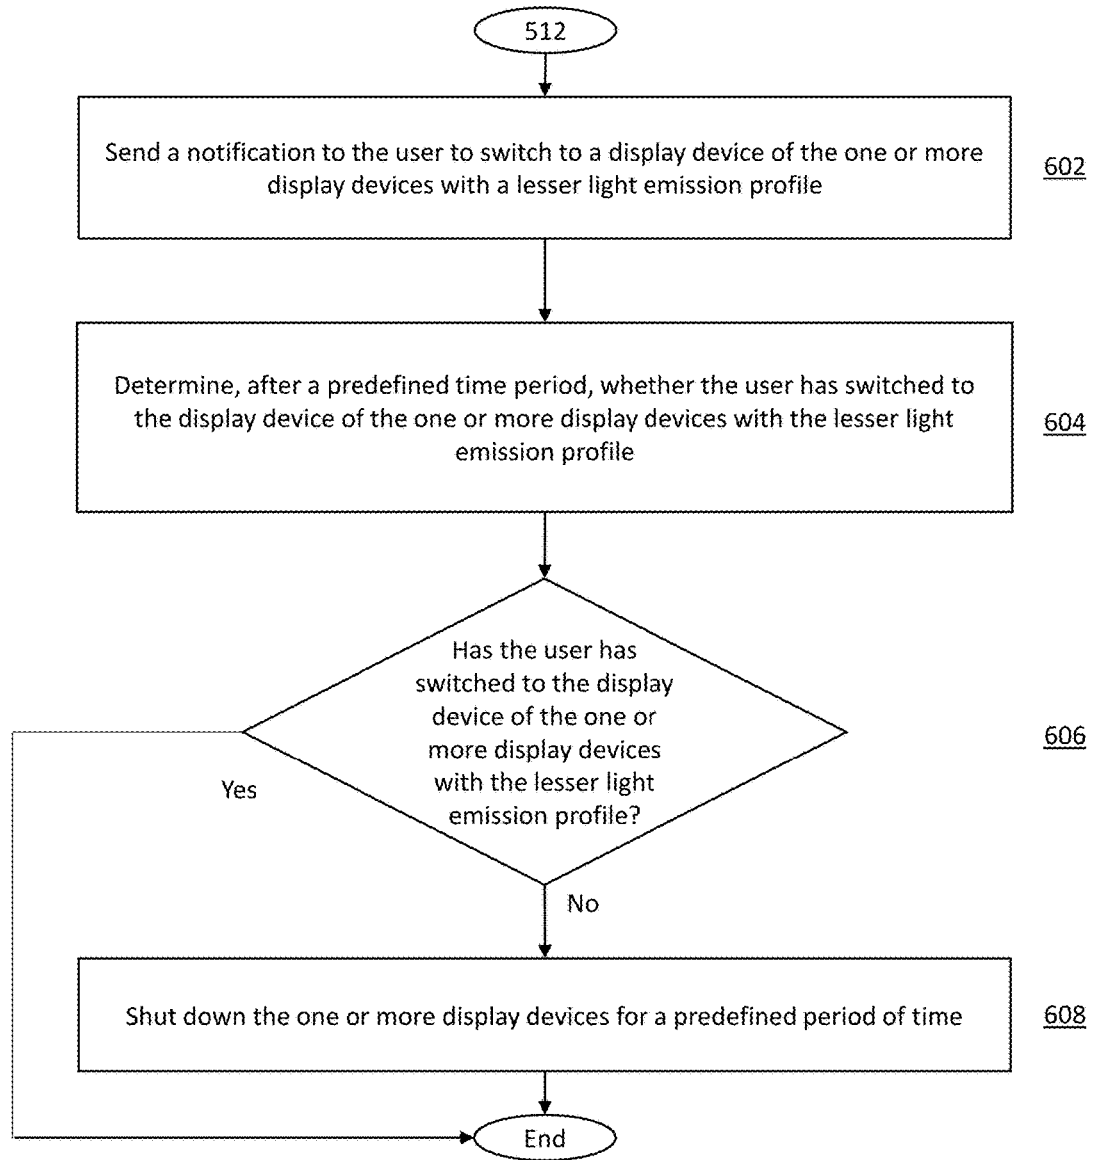 512
Send a notification to the user to switch to a display device of the one or more
display devices with a lesser light emission profile
602
Determine, after a predefined time period, whether the user has switched to
the display device of the one or more display devices with the lesser light
emission profile
604
Has the user has
switched to the display
device of the one or
more display devices
with the lesser light
emission profile?
606
Yes
No
Shut down the one or more display devices for a predefined period of time
608
End